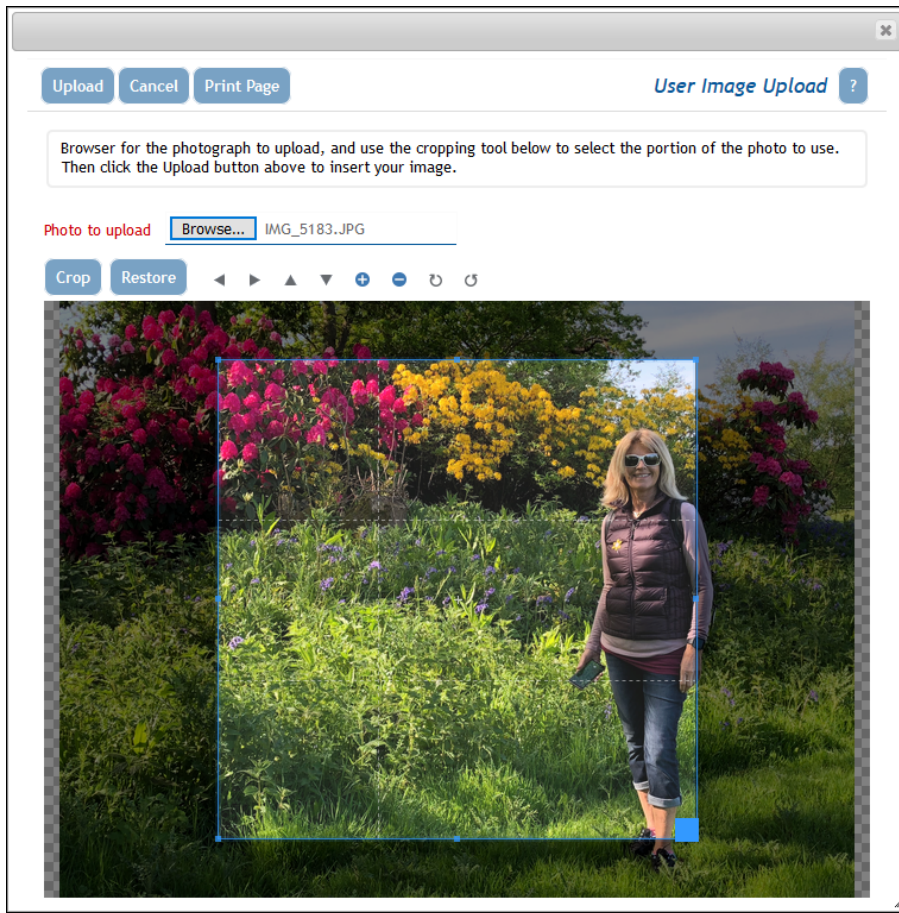 Upload Cancel Print Page User Image Upload ?
Browser for the photograph to upload, and use the cropping tool below to select the portion of the photo to use.
Then click the Upload button above to insert your image.
Photo to upload Browse... IMG_5183.JPG
Crop Restore